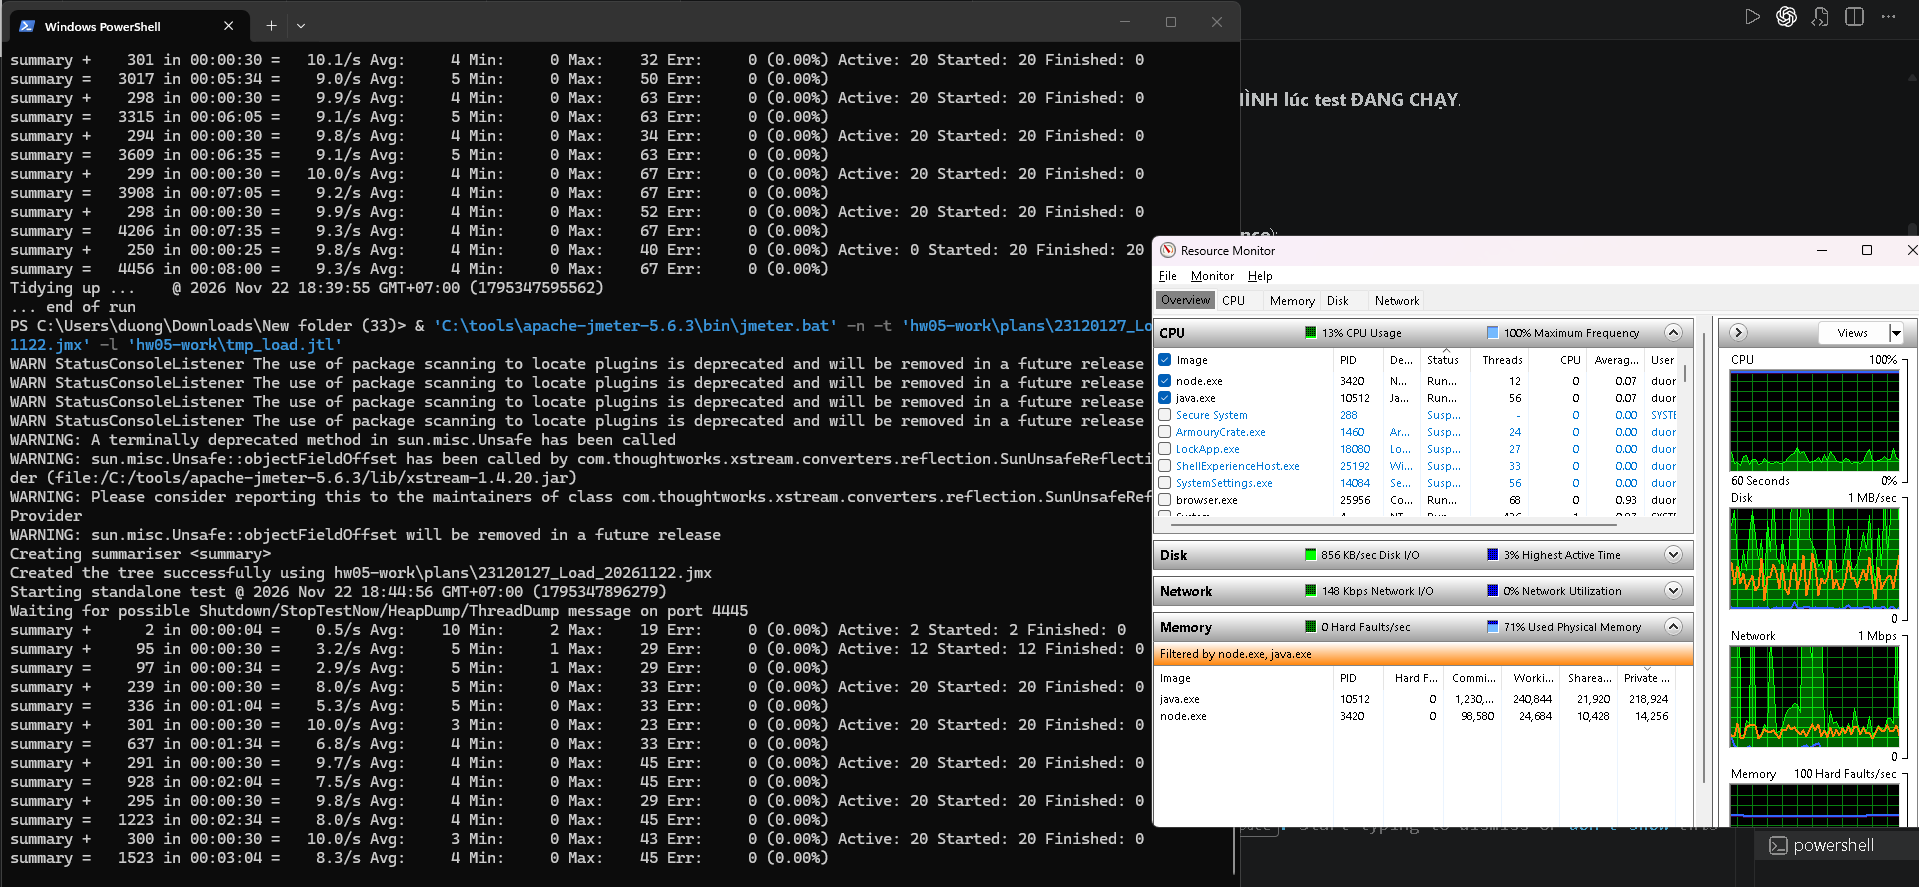 Windows PowerShell
summary +    301 in 00:00:30 =   10.1/s Avg:     4 Min:     0 Max:    32 Err:     0 (0.00%) Active: 20 Started: 20 Finished: 0
summary =   3017 in 00:05:34 =    9.0/s Avg:     5 Min:     0 Max:    50 Err:     0 (0.00%)
summary +    298 in 00:00:30 =    9.9/s Avg:     4 Min:     0 Max:    63 Err:     0 (0.00%) Active: 20 Started: 20 Finished: 0
summary =   3315 in 00:06:05 =    9.1/s Avg:     5 Min:     0 Max:    63 Err:     0 (0.00%)
summary +    294 in 00:00:30 =    9.8/s Avg:     4 Min:     0 Max:    34 Err:     0 (0.00%) Active: 20 Started: 20 Finished: 0
summary =   3609 in 00:06:35 =    9.1/s Avg:     5 Min:     0 Max:    63 Err:     0 (0.00%)
summary +    299 in 00:00:30 =   10.0/s Avg:     4 Min:     0 Max:    67 Err:     0 (0.00%) Active: 20 Started: 20 Finished: 0
summary =   3908 in 00:07:05 =    9.2/s Avg:     4 Min:     0 Max:    67 Err:     0 (0.00%)
summary +    298 in 00:00:30 =    9.9/s Avg:     4 Min:     0 Max:    52 Err:     0 (0.00%) Active: 20 Started: 20 Finished: 0
summary =   4206 in 00:07:35 =    9.3/s Avg:     4 Min:     0 Max:    67 Err:     0 (0.00%)
summary +    250 in 00:00:25 =    9.8/s Avg:     4 Min:     0 Max:    40 Err:     0 (0.00%) Active: 0 Started: 20 Finished: 20
summary =   4456 in 00:08:00 =    9.3/s Avg:     4 Min:     0 Max:    67 Err:     0 (0.00%)
Tidying up ...    @ 2026 Nov 22 18:39:55 GMT+07:00 (1795347595562)
... end of run
PS C:\Users\duong\Downloads\New folder (33)> & 'C:\tools\apache-jmeter-5.6.3\bin\jmeter.bat' -n -t 'hw05-work\plans\23120127_Lo
1122.jmx' -l 'hw05-work\tmp_load.jtl'
WARN StatusConsoleListener The use of package scanning to locate plugins is deprecated and will be removed in a future release
WARN StatusConsoleListener The use of package scanning to locate plugins is deprecated and will be removed in a future release
WARN StatusConsoleListener The use of package scanning to locate plugins is deprecated and will be removed in a future release
WARN StatusConsoleListener The use of package scanning to locate plugins is deprecated and will be removed in a future release
WARNING: A terminally deprecated method in sun.misc.Unsafe has been called
WARNING: sun.misc.Unsafe::objectFieldOffset has been called by com.thoughtworks.xstream.converters.reflection.SunUnsafeReflecti
der (file:/C:/tools/apache-jmeter-5.6.3/lib/xstream-1.4.20.jar)
WARNING: Please consider reporting this to the maintainers of class com.thoughtworks.xstream.converters.reflection.SunUnsafeRef
Provider
WARNING: sun.misc.Unsafe::objectFieldOffset will be removed in a future release
Creating summariser <summary>
Created the tree successfully using hw05-work\plans\23120127_Load_20261122.jmx
Starting standalone test @ 2026 Nov 22 18:44:56 GMT+07:00 (1795347896279)
Waiting for possible Shutdown/StopTestNow/HeapDump/ThreadDump message on port 4445
summary +      2 in 00:00:04 =    0.5/s Avg:    10 Min:     2 Max:    19 Err:     0 (0.00%) Active: 2 Started: 2 Finished: 0
summary +     95 in 00:00:30 =    3.2/s Avg:     5 Min:     1 Max:    29 Err:     0 (0.00%) Active: 12 Started: 12 Finished: 0
summary =     97 in 00:00:34 =    2.9/s Avg:     5 Min:     1 Max:    29 Err:     0 (0.00%)
summary +    239 in 00:00:30 =    8.0/s Avg:     5 Min:     0 Max:    33 Err:     0 (0.00%) Active: 20 Started: 20 Finished: 0
summary =    336 in 00:01:04 =    5.3/s Avg:     5 Min:     0 Max:    33 Err:     0 (0.00%)
summary +    301 in 00:00:30 =   10.0/s Avg:     3 Min:     0 Max:    23 Err:     0 (0.00%) Active: 20 Started: 20 Finished: 0
summary =    637 in 00:01:34 =    6.8/s Avg:     4 Min:     0 Max:    33 Err:     0 (0.00%)
summary +    291 in 00:00:30 =    9.7/s Avg:     4 Min:     0 Max:    45 Err:     0 (0.00%) Active: 20 Started: 20 Finished: 0
summary =    928 in 00:02:04 =    7.5/s Avg:     4 Min:     0 Max:    45 Err:     0 (0.00%)
summary +    295 in 00:00:30 =    9.8/s Avg:     4 Min:     0 Max:    29 Err:     0 (0.00%) Active: 20 Started: 20 Finished: 0
summary =   1223 in 00:02:34 =    8.0/s Avg:     4 Min:     0 Max:    45 Err:     0 (0.00%)
summary +    300 in 00:00:30 =   10.0/s Avg:     3 Min:     0 Max:    43 Err:     0 (0.00%) Active: 20 Started: 20 Finished: 0
summary =   1523 in 00:03:04 =    8.3/s Avg:     4 Min:     0 Max:    45 Err:     0 (0.00%)
ÌNH lúc test ĐANG CHẠY.
Resource Monitor
File Monitor Help
Overview CPU Memory Disk Network
CPU 13% CPU Usage 100% Maximum Frequency
Image PID De... Status Threads CPU Averag... User
node.exe 3420 N... Run... 12 0 0.07 duor
java.exe 10512 Ja... Run... 56 0 0.07 duor
Secure System 288 Susp... - 0 0.00 SYSTE
ArmouryCrate.exe 1460 Ar... Susp... 24 0 0.00 duor
LockApp.exe 18080 Lo... Susp... 27 0 0.00 duor
ShellExperienceHost.exe 25192 Wi... Susp... 33 0 0.00 duor
SystemSettings.exe 14084 Se... Susp... 56 0 0.00 duor
browser.exe 25956 Co... Run... 68 0 0.93 duor
Disk 856 KB/sec Disk I/O 3% Highest Active Time
Network 148 Kbps Network I/O 0% Network Utilization
Memory 0 Hard Faults/sec 71% Used Physical Memory
Filtered by node.exe, java.exe
Image PID Hard F... Commi... Worki... Sharea... Private ...
java.exe 10512 0 1,230,... 240,844 21,920 218,924
node.exe 3420 0 98,580 24,684 10,428 14,256
Views
CPU 100%
60 Seconds 0%
Disk 1 MB/sec
0
Network 1 Mbps
0
Memory 100 Hard Faults/sec
powershell